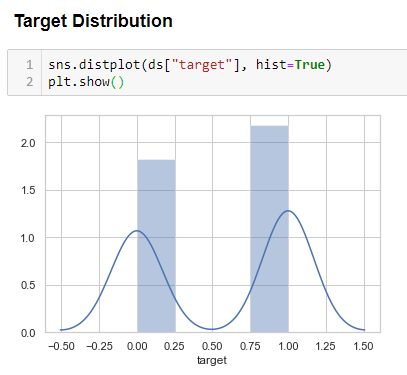 Target Distribution
1 sns.distplot(ds["target"], hist=True)
2 plt.show()
2.0
1.5
1.0
0.5
0.0
−0.50 −0.25 0.00 0.25 0.50 0.75 1.00 1.25 1.50
target